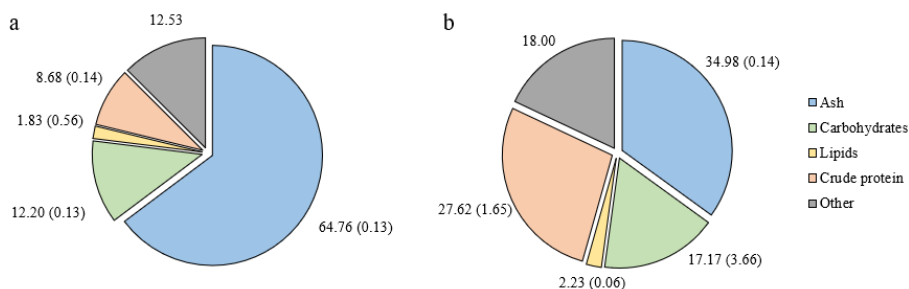 a
12.53
8.68 (0.14)
1.83 (0.56)
12.20 (0.13)
64.76 (0.13)
b
18.00
34.98 (0.14)
27.62 (1.65)
2.23 (0.06)
17.17 (3.66)
Ash
Carbohydrates
Lipids
Crude protein
Other